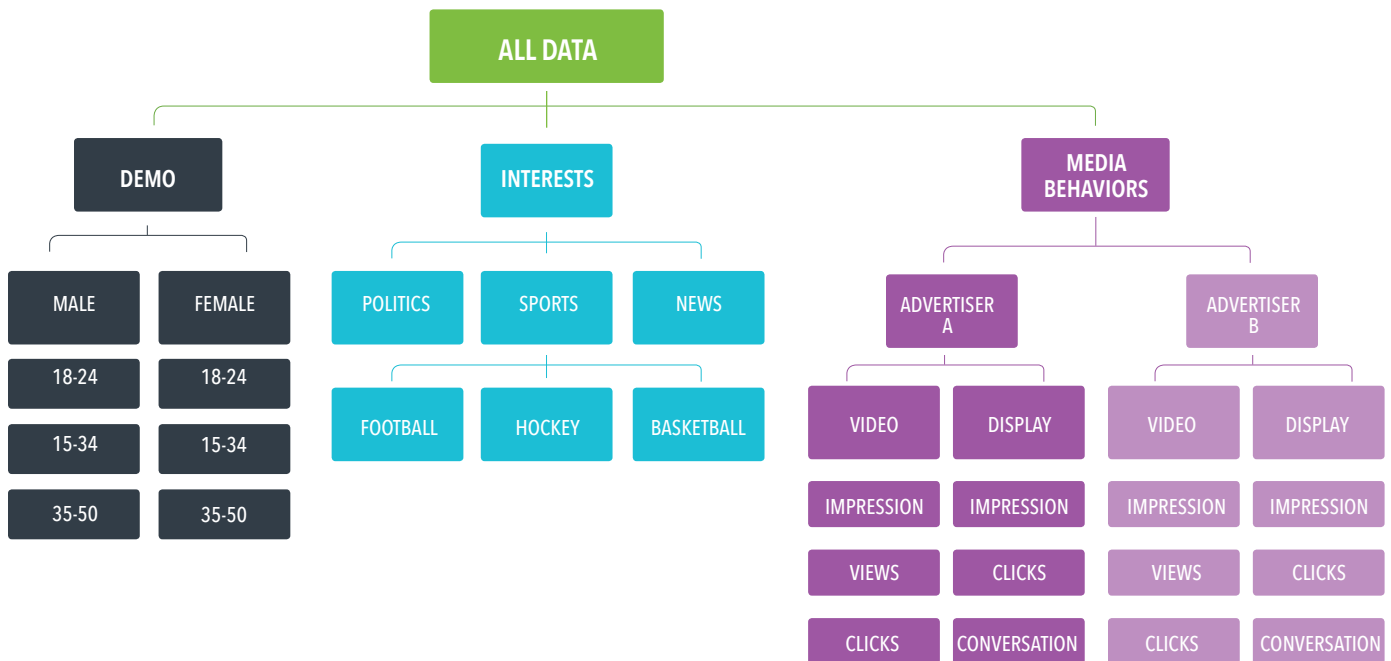 ALL DATA
DEMO
INTERESTS
MEDIA
BEHAVIORS
MALE
FEMALE
POLITICS
SPORTS
NEWS
ADVERTISER
A
ADVERTISER
B
18-24
18-24
15-34
15-34
35-50
35-50
FOOTBALL
HOCKEY
BASKETBALL
VIDEO
DISPLAY
VIDEO
DISPLAY
IMPRESSION
IMPRESSION
IMPRESSION
IMPRESSION
VIEWS
CLICKS
VIEWS
CLICKS
CLICKS
CONVERSATION
CLICKS
CONVERSATION